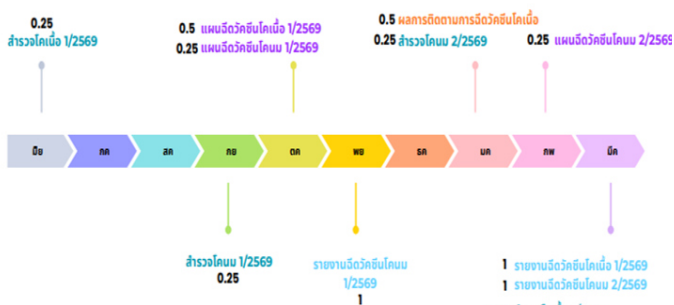 0.25
สำรวจโคเนื้อ 1/2569
0.5 แผนฉีดวัคซีนโคเนื้อ 1/2569
0.25 แผนฉีดวัคซีนโคนม 1/2569
0.5 ผลการติดตามการฉีดวัคซีนโคเนื้อ
0.25 สำรวจโคนม 2/2569
0.25 แผนฉีดวัคซีนโคนม 2/2569
มิย กค สค กย ตค พย ธค มค กพ มีค
สำรวจโคนม 1/2569
0.25
รายงานฉีดวัคซีนโคนม
1/2569
1
1 รายงานฉีดวัคซีนโคเนื้อ 1/2569
1 รายงานฉีดวัคซีนโคนม 2/2569